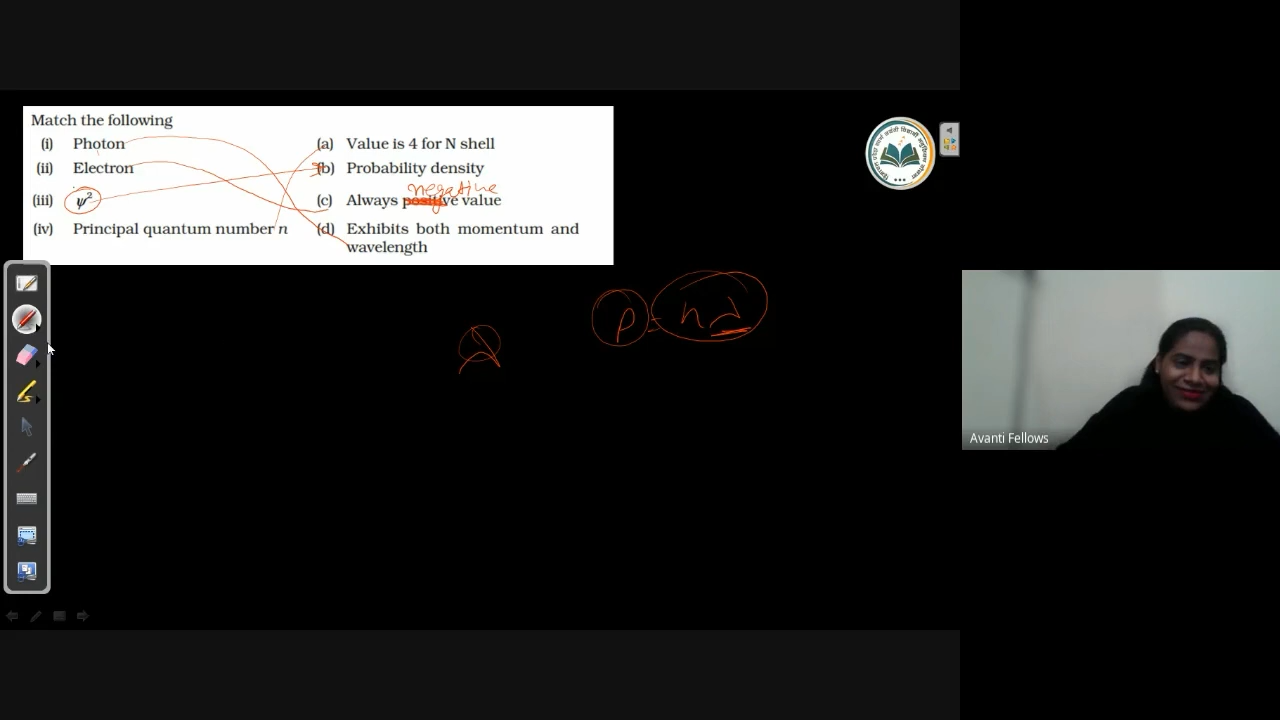 Match the following
(i) Photon (a) Value is 4 for N shell
(ii) Electron (b) Probability density
negative
(iii) ψ² (c) Always positive value
(iv) Principal quantum number n (d) Exhibits both momentum and
wavelength
p =
Avanti Fellows